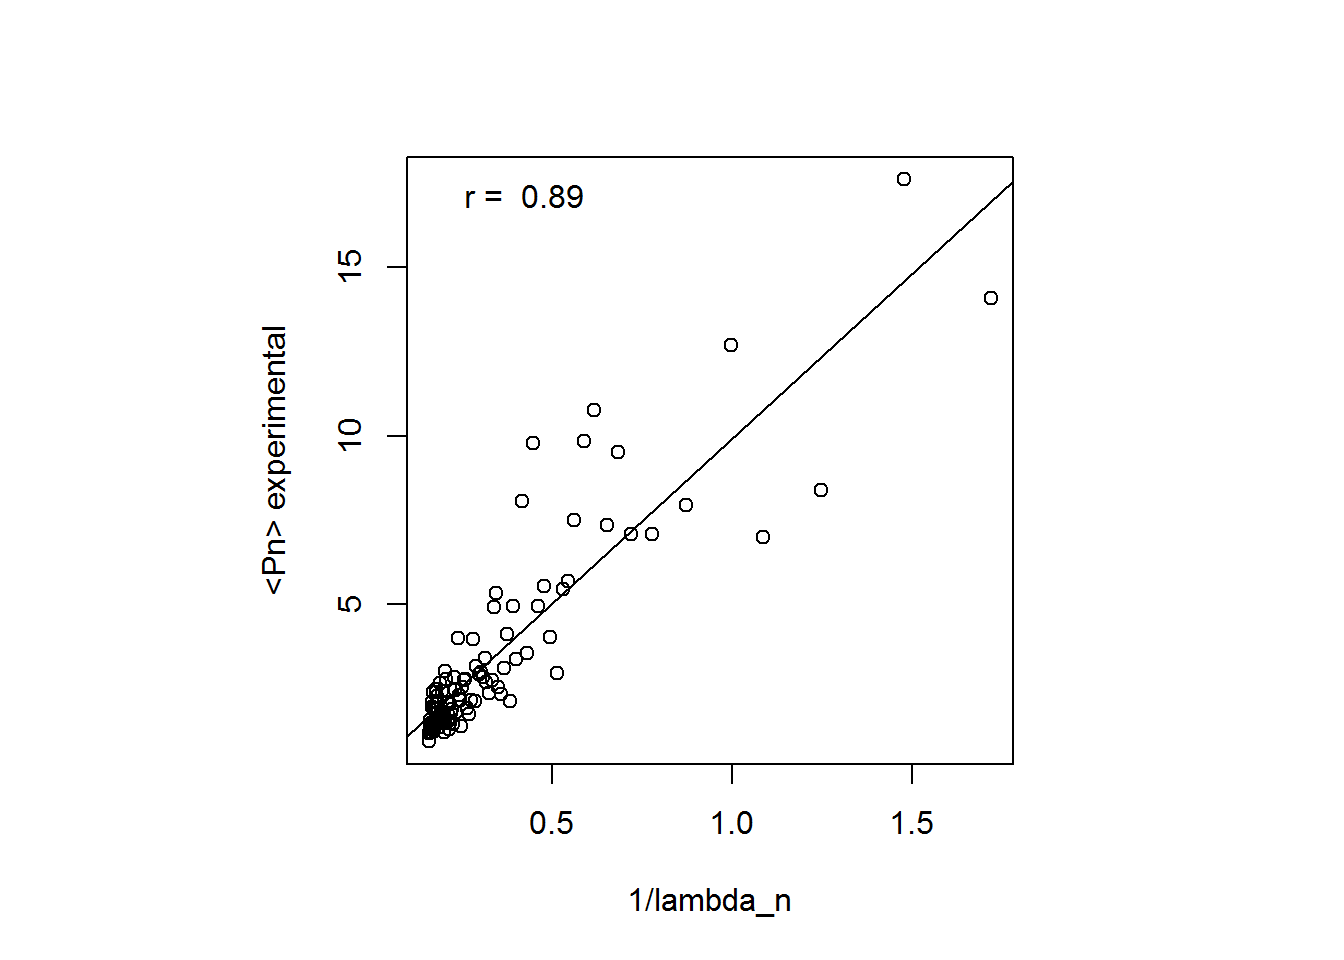 r =  0.89
15
10
5
<Pn> experimental
0.5 1.0 1.5
1/lambda_n